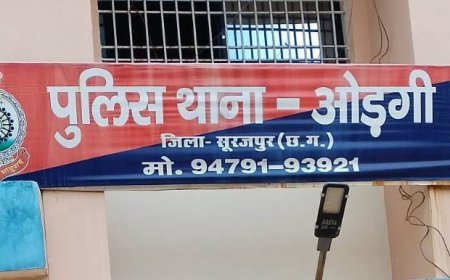 पुलिस थाना - ओड़गी
जिला- सूरजपुर (छ.ग.)
मो. 94791-93921